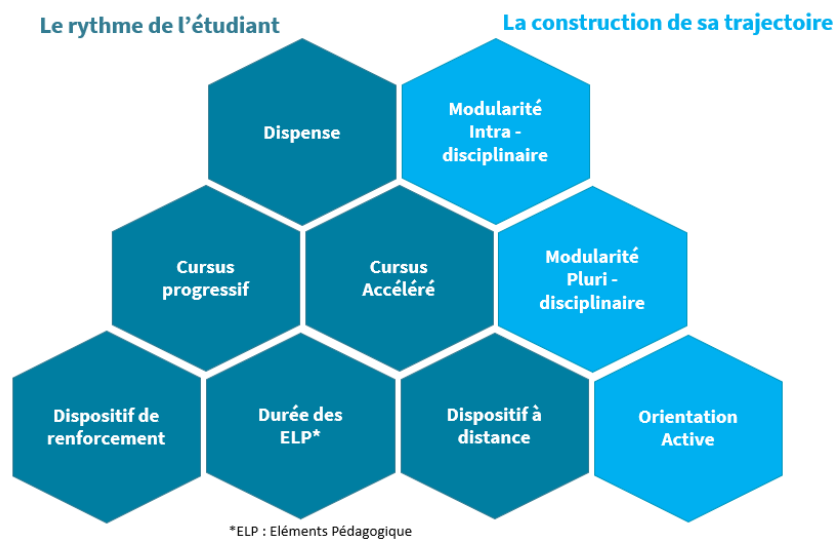 Le rythme de l’étudiant
La construction de sa trajectoire
Dispense
Modularité
Intra -
disciplinaire
Cursus
progressif
Cursus
Accéléré
Modularité
Pluri -
disciplinaire
Dispositif de
renforcement
Durée des
ELP*
Dispositif à
distance
Orientation
Active
*ELP : Eléments Pédagogique